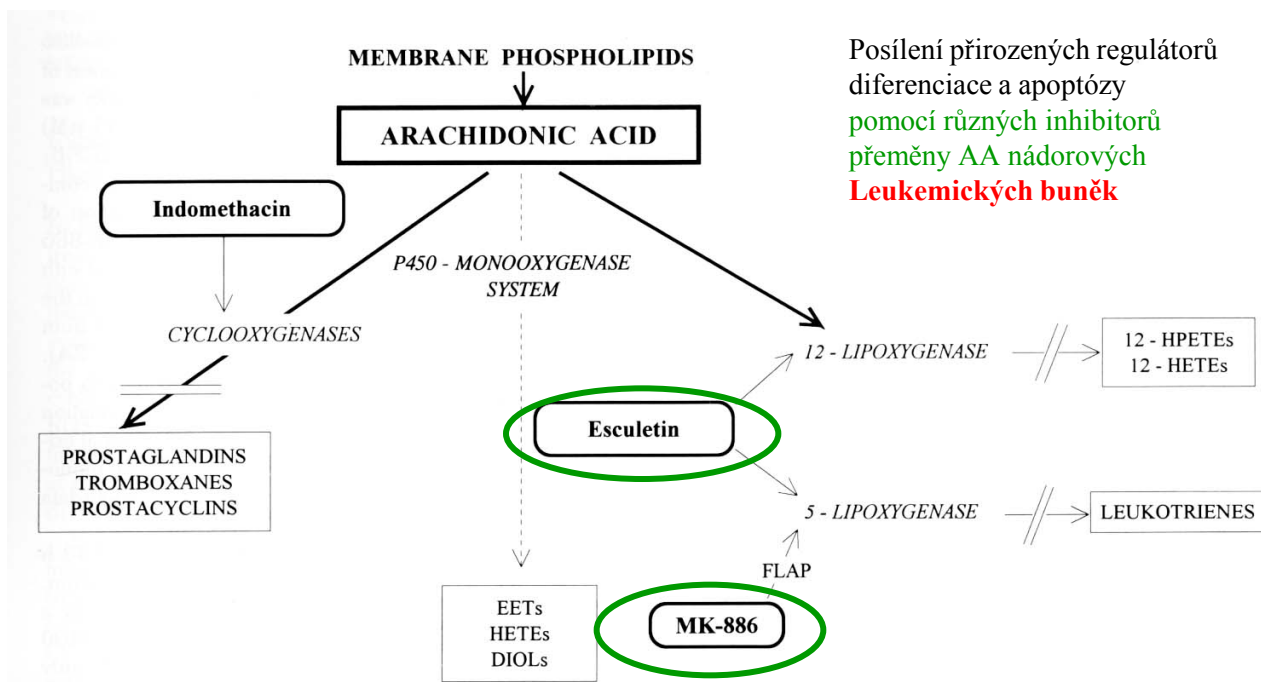 MEMBRANE PHOSPHOLIPIDS
ARACHIDONIC ACID
Posílení přirozených regulátorů
diferenciace a apoptózy
pomocí různých inhibitorů
přeměny AA nádorových
Leukemických buněk
Indomethacin
P450 - MONOOXYGENASE
SYSTEM
CYCLOOXYGENASES
12 - LIPOXYGENASE
12 - HPETEs
12 - HETEs
Esculetin
PROSTAGLANDINS
TROMBOXANES
PROSTACYCLINS
5 - LIPOXYGENASE
LEUKOTRIENES
FLAP
EETs
HETEs
DIOLs
MK-886